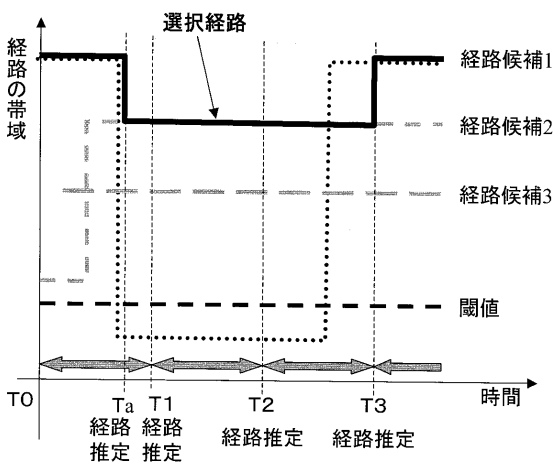 選択経路
経路の帯域
経路候補1
経路候補2
経路候補3
閾値
T0
Ta
T1
T2
T3
時間
経路
推定
経路
推定
経路推定
経路推定